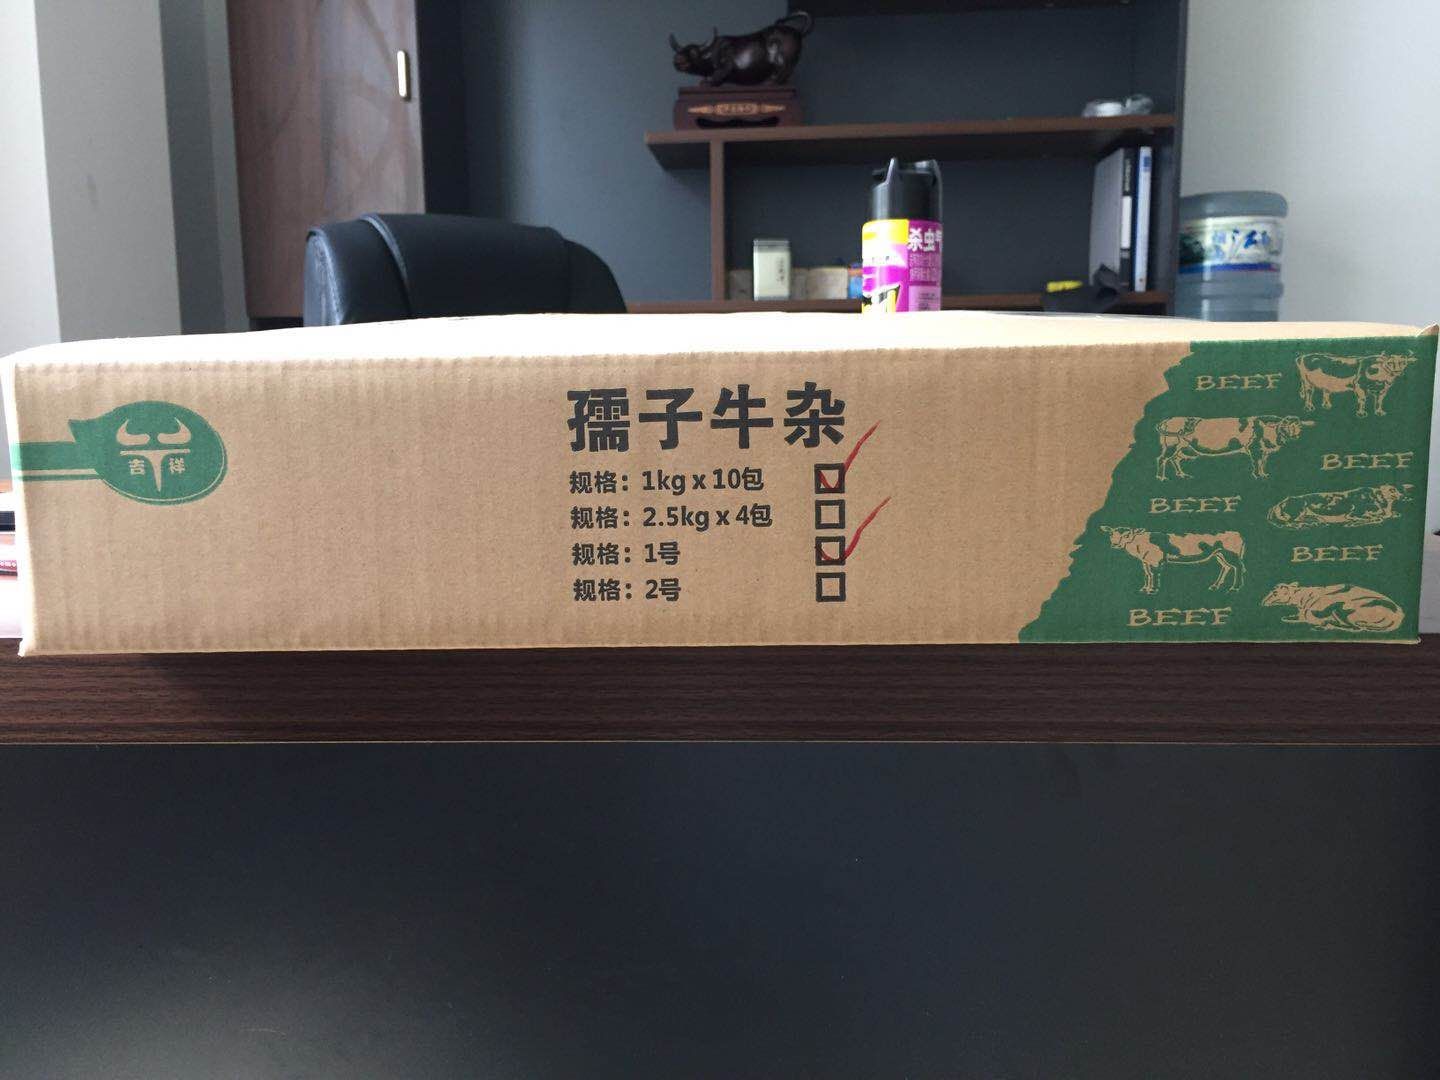 孺子牛杂
规格：1kg x 10包
规格：2.5kg x 4包
规格：1号
规格：2号
吉祥
BEEF
BEEF
BEEF
BEEF
BEEF
杀虫